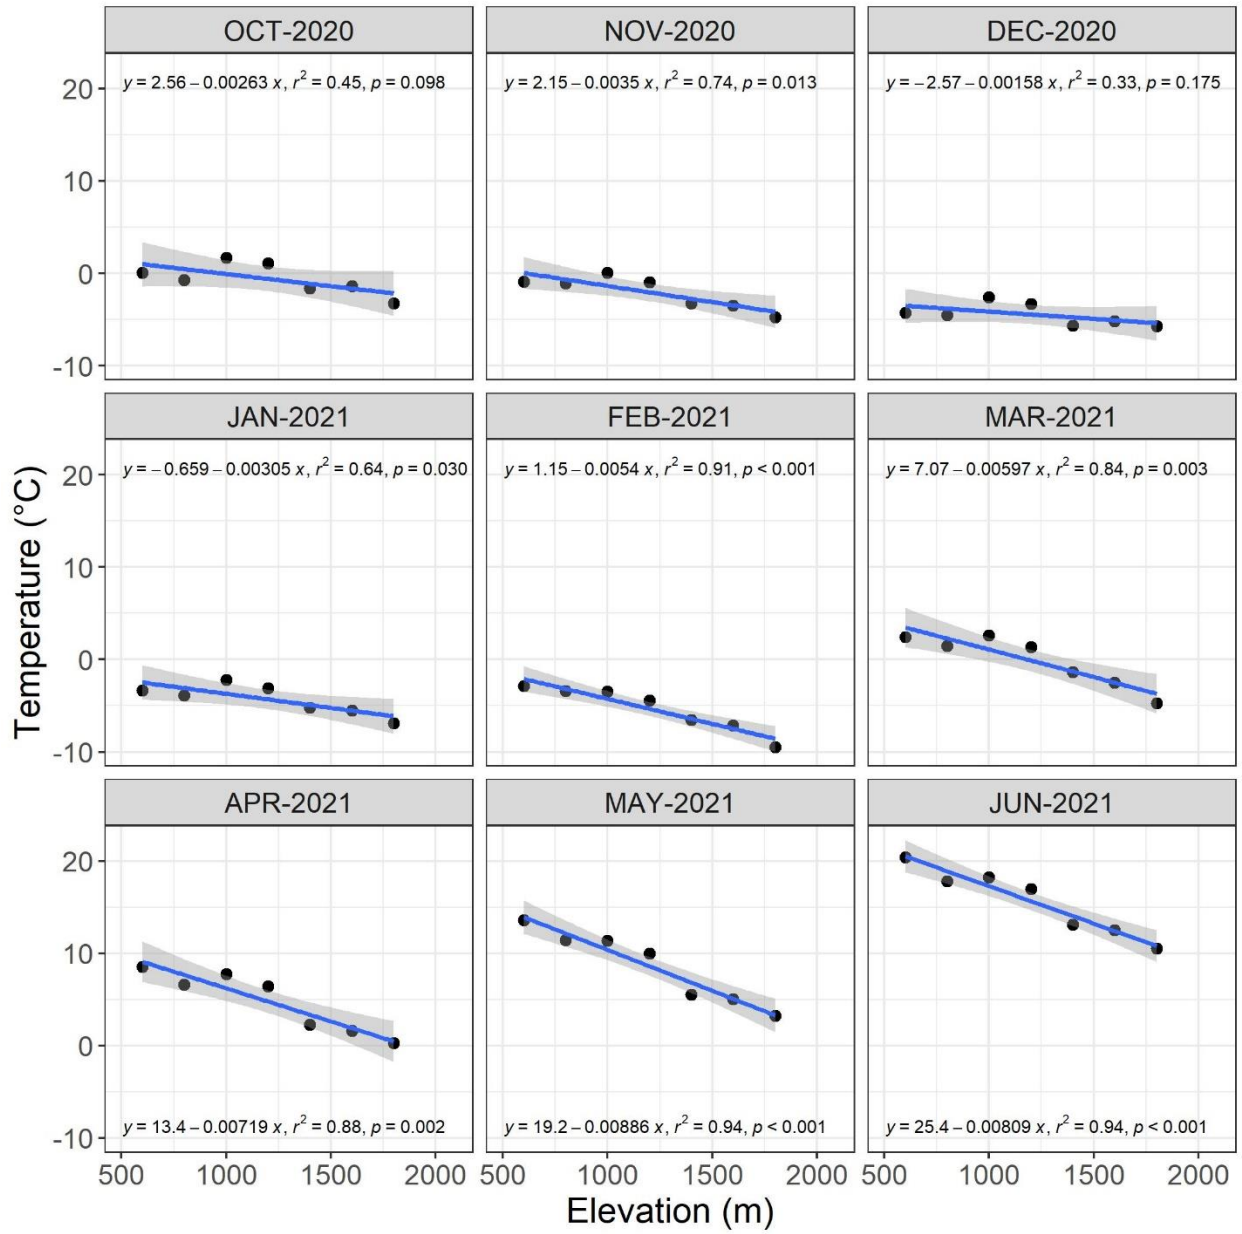 OCT-2020 NOV-2020 DEC-2020
y = 2.56 – 0.00263 x, r² = 0.45, p = 0.098
y = 2.15 – 0.0035 x, r² = 0.74, p = 0.013
y = –2.57 – 0.00158 x, r² = 0.33, p = 0.175
20
10
0
-10
JAN-2021 FEB-2021 MAR-2021
y = –0.659 – 0.00305 x, r² = 0.64, p = 0.030
y = 1.15 – 0.0054 x, r² = 0.91, p < 0.001
y = 7.07 – 0.00597 x, r² = 0.84, p = 0.003
20
10
0
-10
Temperature (°C)
APR-2021 MAY-2021 JUN-2021
20
10
0
-10
y = 13.4 – 0.00719 x, r² = 0.88, p = 0.002
y = 19.2 – 0.00886 x, r² = 0.94, p < 0.001
y = 25.4 – 0.00809 x, r² = 0.94, p < 0.001
500 1000 1500 2000 500 1000 1500 2000 500 1000 1500 2000
Elevation (m)